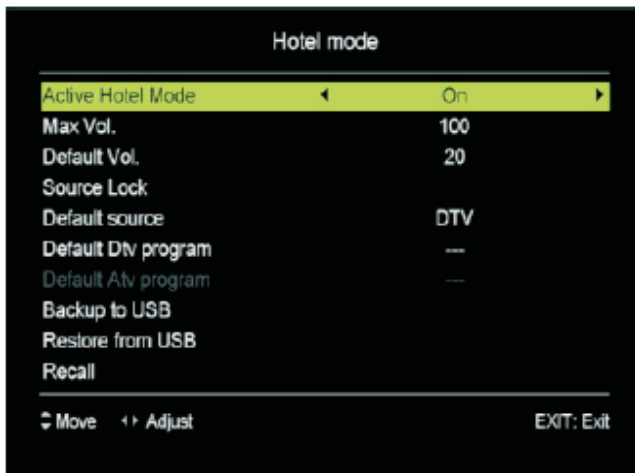 Hotel mode
Active Hotel Mode On
Max Vol. 100
Default Vol. 20
Source Lock
Default source DTV
Default Dtv program ---
Default Atv program ---
Backup to USB
Restore from USB
Recall
Move Adjust EXIT: Exit